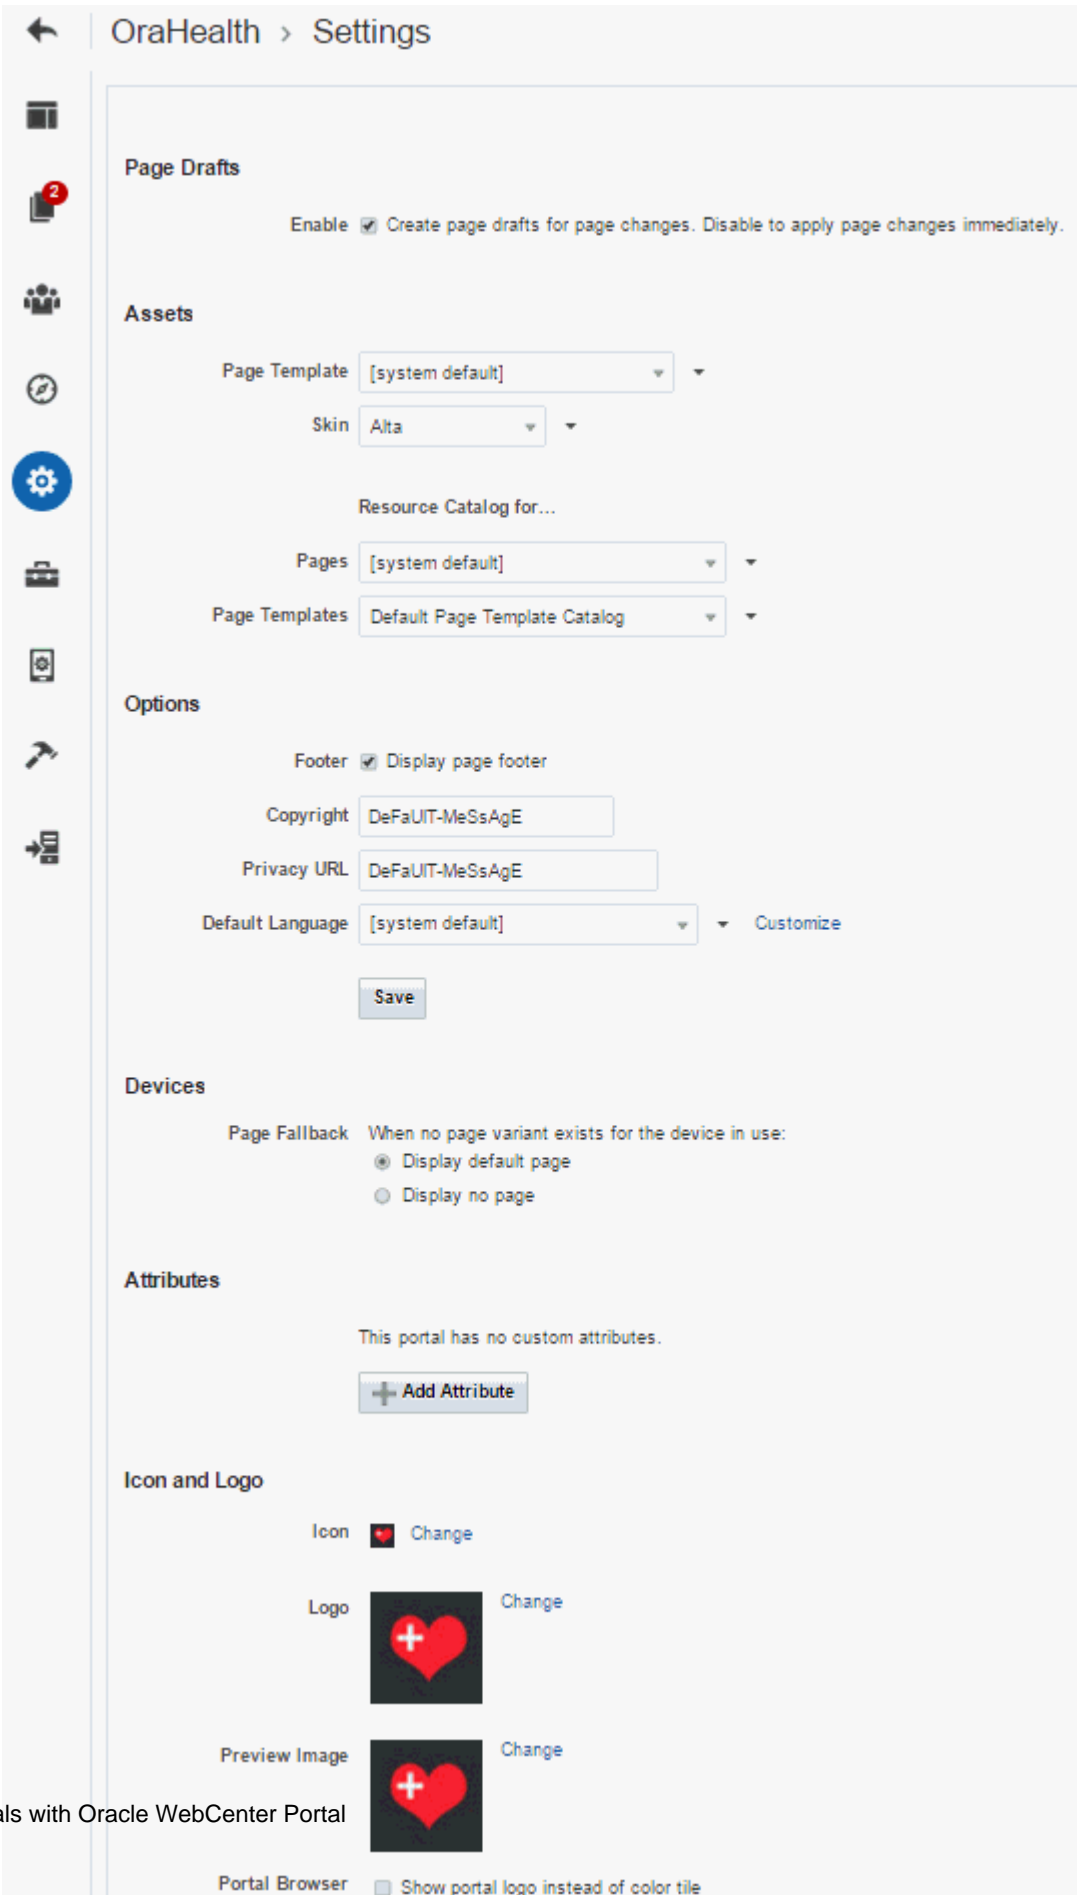 OraHealth > Settings
2
Page Drafts
Enable Create page drafts for page changes. Disable to apply page changes immediately.
Assets
Page Template [system default]
Skin Alta
Resource Catalog for...
Pages [system default]
Page Templates Default Page Template Catalog
Options
Footer Display page footer
Copyright DeFaUlT-MeSsAgE
Privacy URL DeFaUlT-MeSsAgE
Default Language [system default] Customize
Save
Devices
Page Fallback When no page variant exists for the device in use:
Display default page
Display no page
Attributes
This portal has no custom attributes.
Add Attribute
Icon and Logo
Icon Change
Logo Change
Preview Image Change
als with Oracle WebCenter Portal
Portal Browser Show portal logo instead of color tile